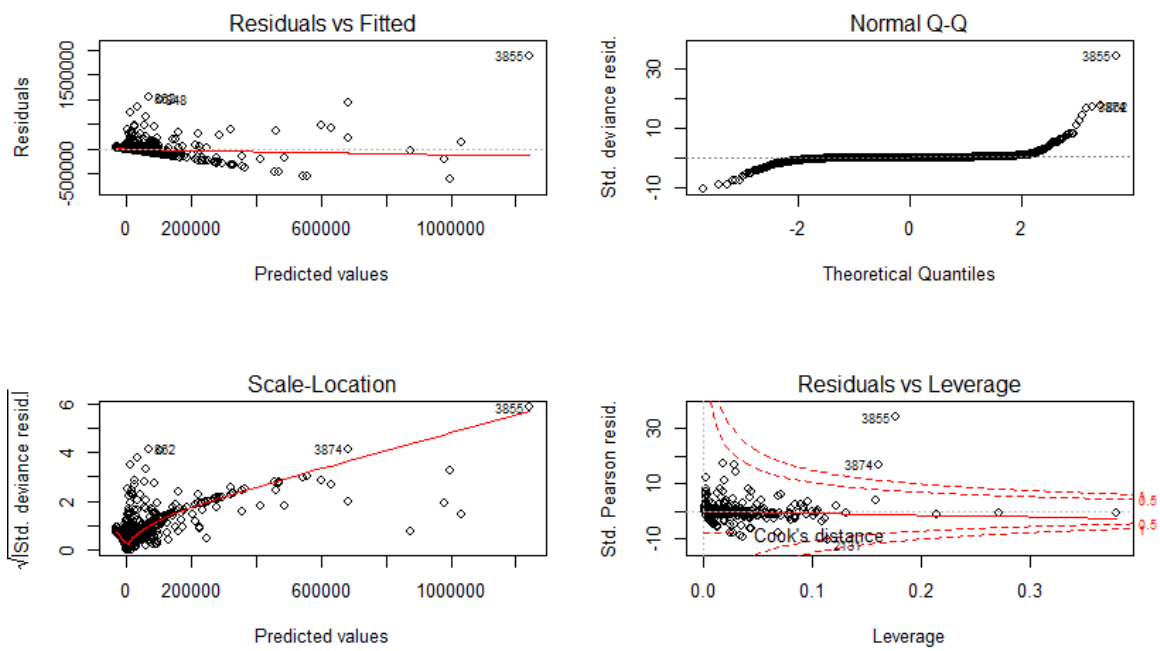 Residuals vs Fitted
Residuals
1500000
0
-500000
3855
0
200000
600000
1000000
Predicted values
Normal Q-Q
Std. deviance resid.
30
10
-10
3855
-2
0
2
Theoretical Quantiles
Scale-Location
√|Std. deviance resid.|
6
4
2
0
3855
3874
0
200000
600000
1000000
Predicted values
Residuals vs Leverage
Std. Pearson resid.
30
10
-10
3855
3874
Cook's distance
1
0.5
0.5
1
0.0
0.1
0.2
0.3
Leverage